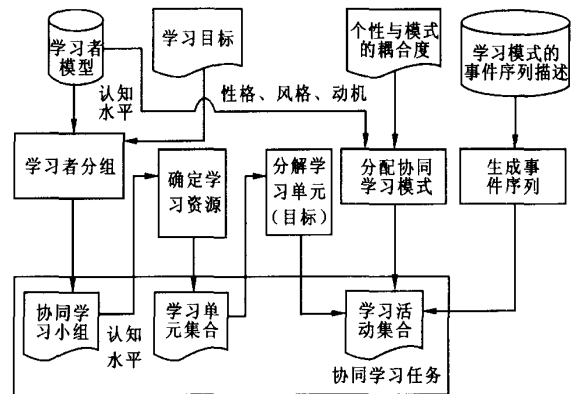 学习者
模型
学习目标
个性与模式
的耦合度
学习模式的
事件序列描述
认知
水平
性格、风格、动机
学习者分组
确定学
习资源
分解学
习单元
(目标)
分配协同
学习模式
生成事
件序列
协同学
习小组
认知
水平
学习单
元集合
学习活
动集合
协同学习任务